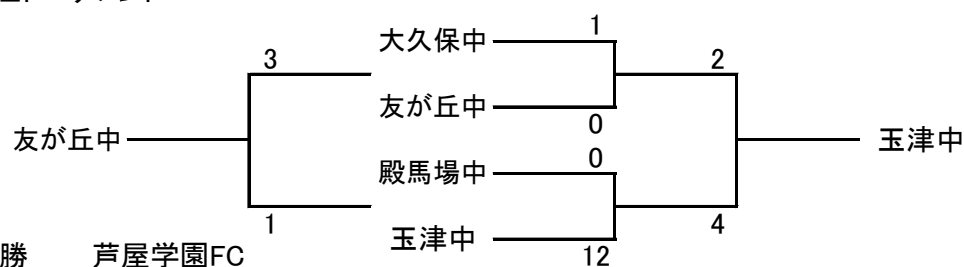 大久保中 1
3 2
友が丘中 0
友が丘中 玉津中
殿馬場中 0
1 4
玉津中 12
勝 芦屋学園FC